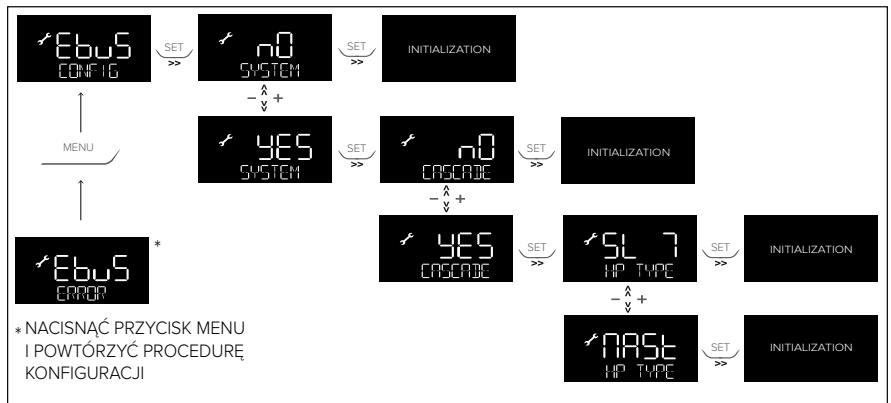 EbuS
CONFIG
SET
>>
nO
SYSTEM
SET
>>
INITIALIZATION
- +
MENU
YES
SYSTEM
SET
>>
nO
CASCADE
SET
>>
INITIALIZATION
- +
EbuS
ERROR
*
YES
CASCADE
SET
>>
SL 7
HP TYPE
SET
>>
INITIALIZATION
- +
* NACISNĄĆ PRZYCISK MENU
I POWTÓRZYĆ PROCEDURĘ
KONFIGURACJI
MASt
HP TYPE
SET
>>
INITIALIZATION